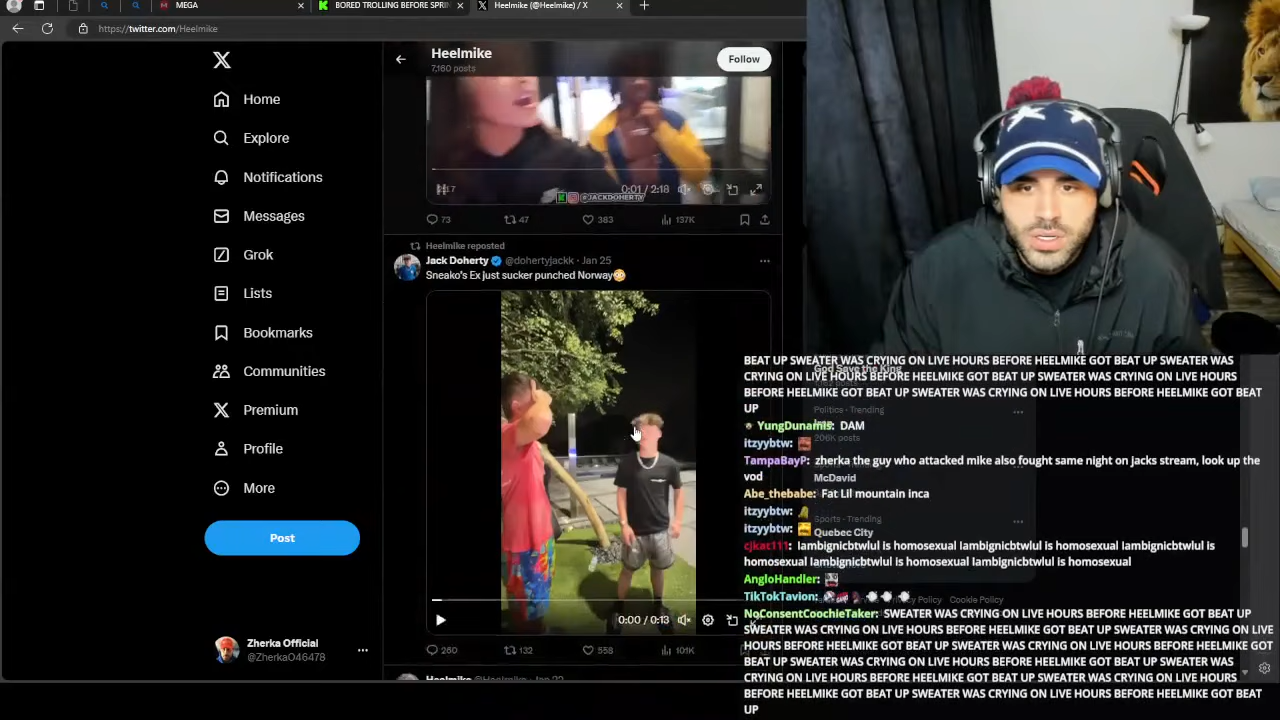 MEGA
BORED TROLLING BEFORE SPRI
Heelmike (@Heelmike) / X
https://twitter.com/Heelmike
Home
Explore
Notifications
Messages
Grok
Lists
Bookmarks
Communities
Premium
Profile
More
Post
Zherka Official
@ZherkaO46478
Heelmike
7,160 posts
Follow
0:01 / 2:18
@JACKDOHERTY
73
47
383
137K
Heelmike reposted
Jack Doherty @dohertyjackk · Jan 25
Sneako's Ex just sucker punched Norway
0:00 / 0:13
260
132
558
101K
BEAT UP SWEATER WAS CRYING ON LIVE HOURS BEFORE HEELMIKE GOT BEAT UP SWEATER WAS
CRYING ON LIVE HOURS BEFORE HEELMIKE GOT BEAT UP SWEATER WAS CRYING ON LIVE HOURS
BEFORE HEELMIKE GOT BEAT UP SWEATER WAS CRYING ON LIVE HOURS BEFORE HEELMIKE GOT BEAT
UP
God Save the King
Politics · Trending
YungDunamis: DAM
206K posts
itzyybtw:
TampaBayP: zherka the guy who attacked mike also fought same night on jacks stream, look up the
vod
McDavid
Abe_thebabe: Fat Lil mountain inca
itzyybtw:
Sports · Trending
itzyybtw:
Quebec City
cjkat111: Iambignicbtwlul is homosexual Iambignicbtwlul is homosexual Iambignicbtwlul is
homosexual Iambignicbtwlul is homosexual Iambignicbtwlul is homosexual
AngloHandler:
TikTokTavion:
Privacy Policy Cookie Policy
NoConsentCoochieTaker: SWEATER WAS CRYING ON LIVE HOURS BEFORE HEELMIKE GOT BEAT UP
SWEATER WAS CRYING ON LIVE HOURS BEFORE HEELMIKE GOT BEAT UP SWEATER WAS CRYING ON LIVE
HOURS BEFORE HEELMIKE GOT BEAT UP SWEATER WAS CRYING ON LIVE HOURS BEFORE HEELMIKE GOT
BEAT UP SWEATER WAS CRYING ON LIVE HOURS BEFORE HEELMIKE GOT BEAT UP SWEATER WAS
CRYING ON LIVE HOURS BEFORE HEELMIKE GOT BEAT UP SWEATER WAS CRYING ON LIVE HOURS
BEFORE HEELMIKE GOT BEAT UP SWEATER WAS CRYING ON LIVE HOURS BEFORE HEELMIKE GOT BEAT
UP